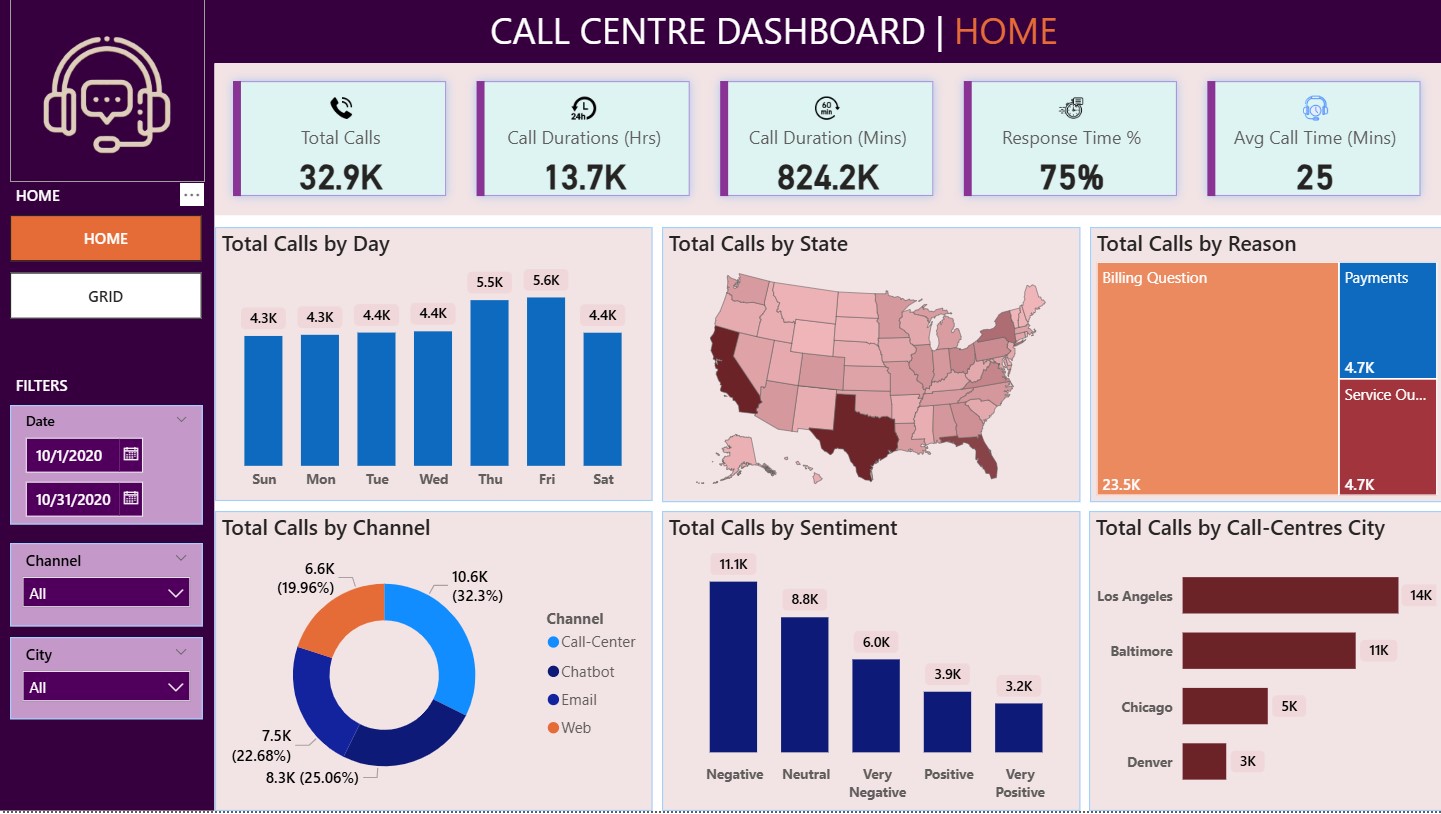 CALL CENTRE DASHBOARD | HOME
HOME
...
HOME
GRID
FILTERS
Date
10/1/2020
10/31/2020
Channel
All
City
All
24h
60
min
Total Calls
32.9K
Call Durations (Hrs)
13.7K
Call Duration (Mins)
824.2K
Response Time %
75%
Avg Call Time (Mins)
25
Total Calls by Day
4.3K
4.3K
4.4K
4.4K
5.5K
5.6K
4.4K
Sun
Mon
Tue
Wed
Thu
Fri
Sat
Total Calls by State
Total Calls by Reason
Billing Question
23.5K
Payments
4.7K
Service Ou...
4.7K
Total Calls by Channel
6.6K
(19.96%)
10.6K
(32.3%)
7.5K
(22.68%)
8.3K (25.06%)
Channel
Call-Center
Chatbot
Email
Web
Total Calls by Sentiment
11.1K
8.8K
6.0K
3.9K
3.2K
Negative
Neutral
Very
Negative
Positive
Very
Positive
Total Calls by Call-Centres City
Los Angeles
14K
Baltimore
11K
Chicago
5K
Denver
3K